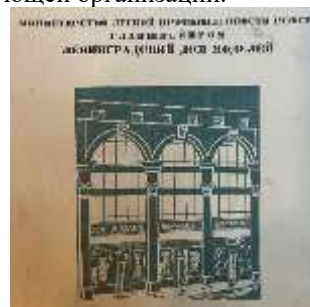 ющей организации.
МИНИСТЕРСТВО ЛЕГКОЙ ПРОМЫШЛЕННОСТИ РСФСР
ЛЕНИНГРАДСКИЙ ДОМ МОДЕЛЕЙ